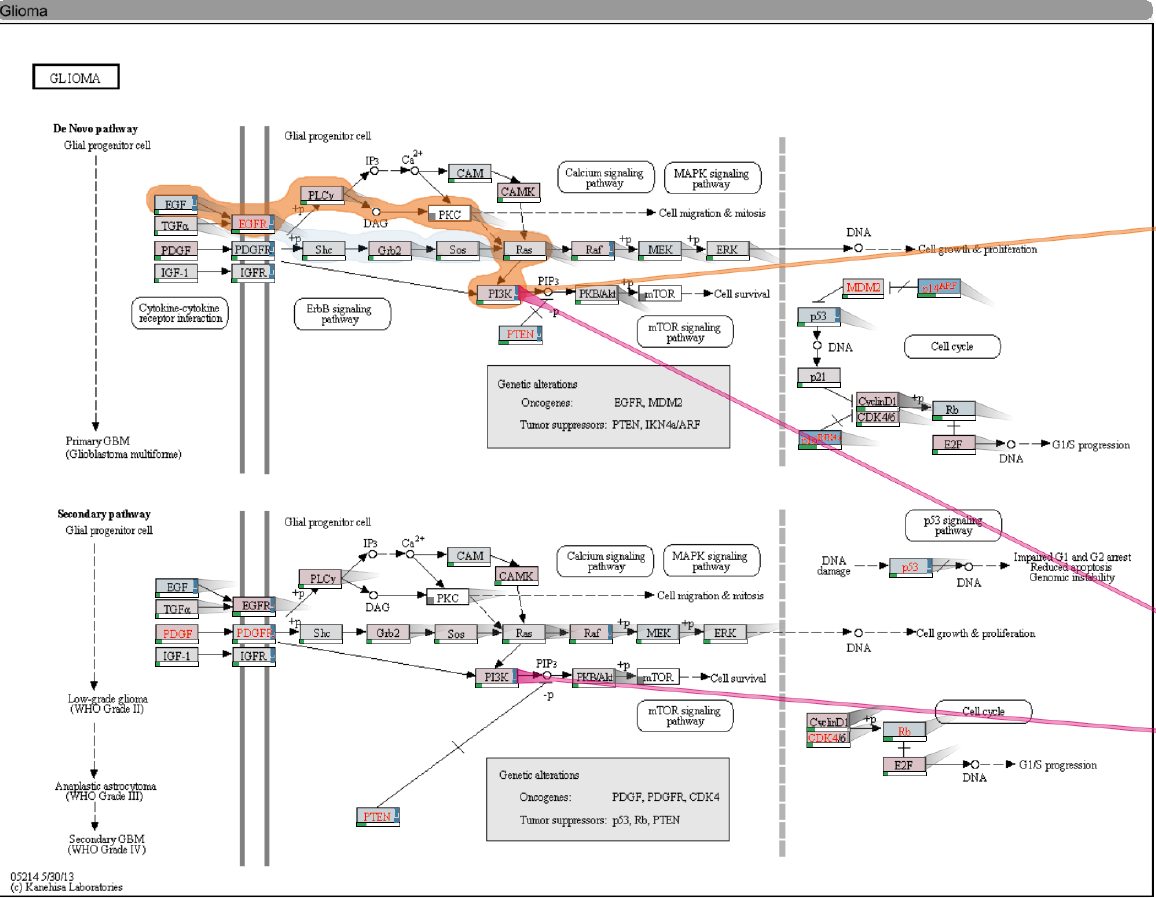 Glioma
GLIOMA
De Novo pathway
Glial progenitor cell
Glial progenitor cell
IP3
Ca2+
CAM
Calcium signaling
pathway
MAPK signaling
pathway
EGF
PLCγ
CAMK
TGFα
EGFR
+p
DAG
PKC
Cell migration & mitosis
PDGF
PDGFR
+p
Shc
Grb2
Sos
Ras
Raf
+p
MEK
+p
ERK
DNA
Cell growth & proliferation
IGF-1
IGFR
PI3K
PIP3
PKB/Akt
+p
mTOR
Cell survival
MDM2
p14ARF
Cytokine-cytokine
receptor interaction
ErbB signaling
pathway
-p
PTEN
mTOR signaling
pathway
p53
DNA
Cell cycle
p21
Genetic alterations
Oncogenes: EGFR, MDM2
Tumor suppressors: PTEN, IKN4a/ARF
CyclinD1
CDK4/6
+p
Rb
E2F
DNA
G1/S progression
Primary GBM
(Glioblastoma multiforme)
Secondary pathway
Glial progenitor cell
Glial progenitor cell
IP3
Ca2+
CAM
Calcium signaling
pathway
MAPK signaling
pathway
p53 signaling
pathway
EGF
PLCγ
CAMK
DNA
damage
p53
DNA
Impaired G1 and G2 arrest
Reduced apoptosis
Genomic instability
TGFα
EGFR
+p
DAG
PKC
Cell migration & mitosis
PDGF
PDGFR
+p
Shc
Grb2
Sos
Ras
Raf
+p
MEK
+p
ERK
DNA
Cell growth & proliferation
IGF-1
IGFR
PI3K
PIP3
-p
PKB/Akt
+p
mTOR
Cell survival
Low-grade glioma
(WHO Grade II)
mTOR signaling
pathway
Cell cycle
CyclinD1
CDK4/6
+p
Rb
E2F
DNA
G1/S progression
Anaplastic astrocytoma
(WHO Grade III)
PTEN
Genetic alterations
Oncogenes: PDGF, PDGFR, CDK4
Tumor suppressors: p53, Rb, PTEN
Secondary GBM
(WHO Grade IV)
05214 5/30/13
(c) Kanehisa Laboratories